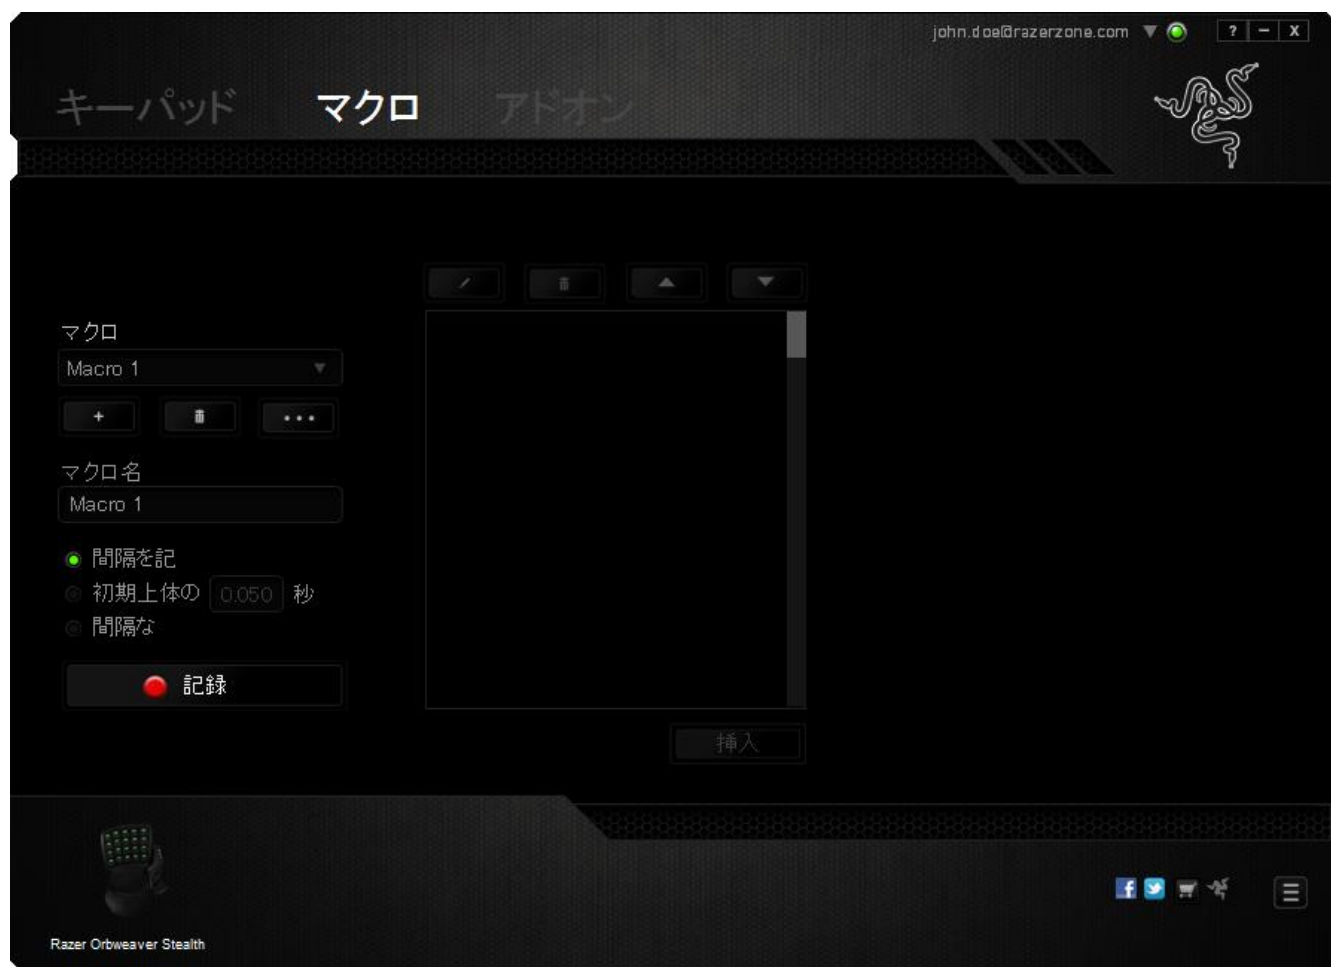 john.doe@razerzone.com
? − X
キーパッド マクロ アドオン
マクロ
Macro 1
マクロ名
Macro 1
間隔を記
初期上体の 0.050 秒
間隔な
記録
挿入
Razer Orbweaver Stealth